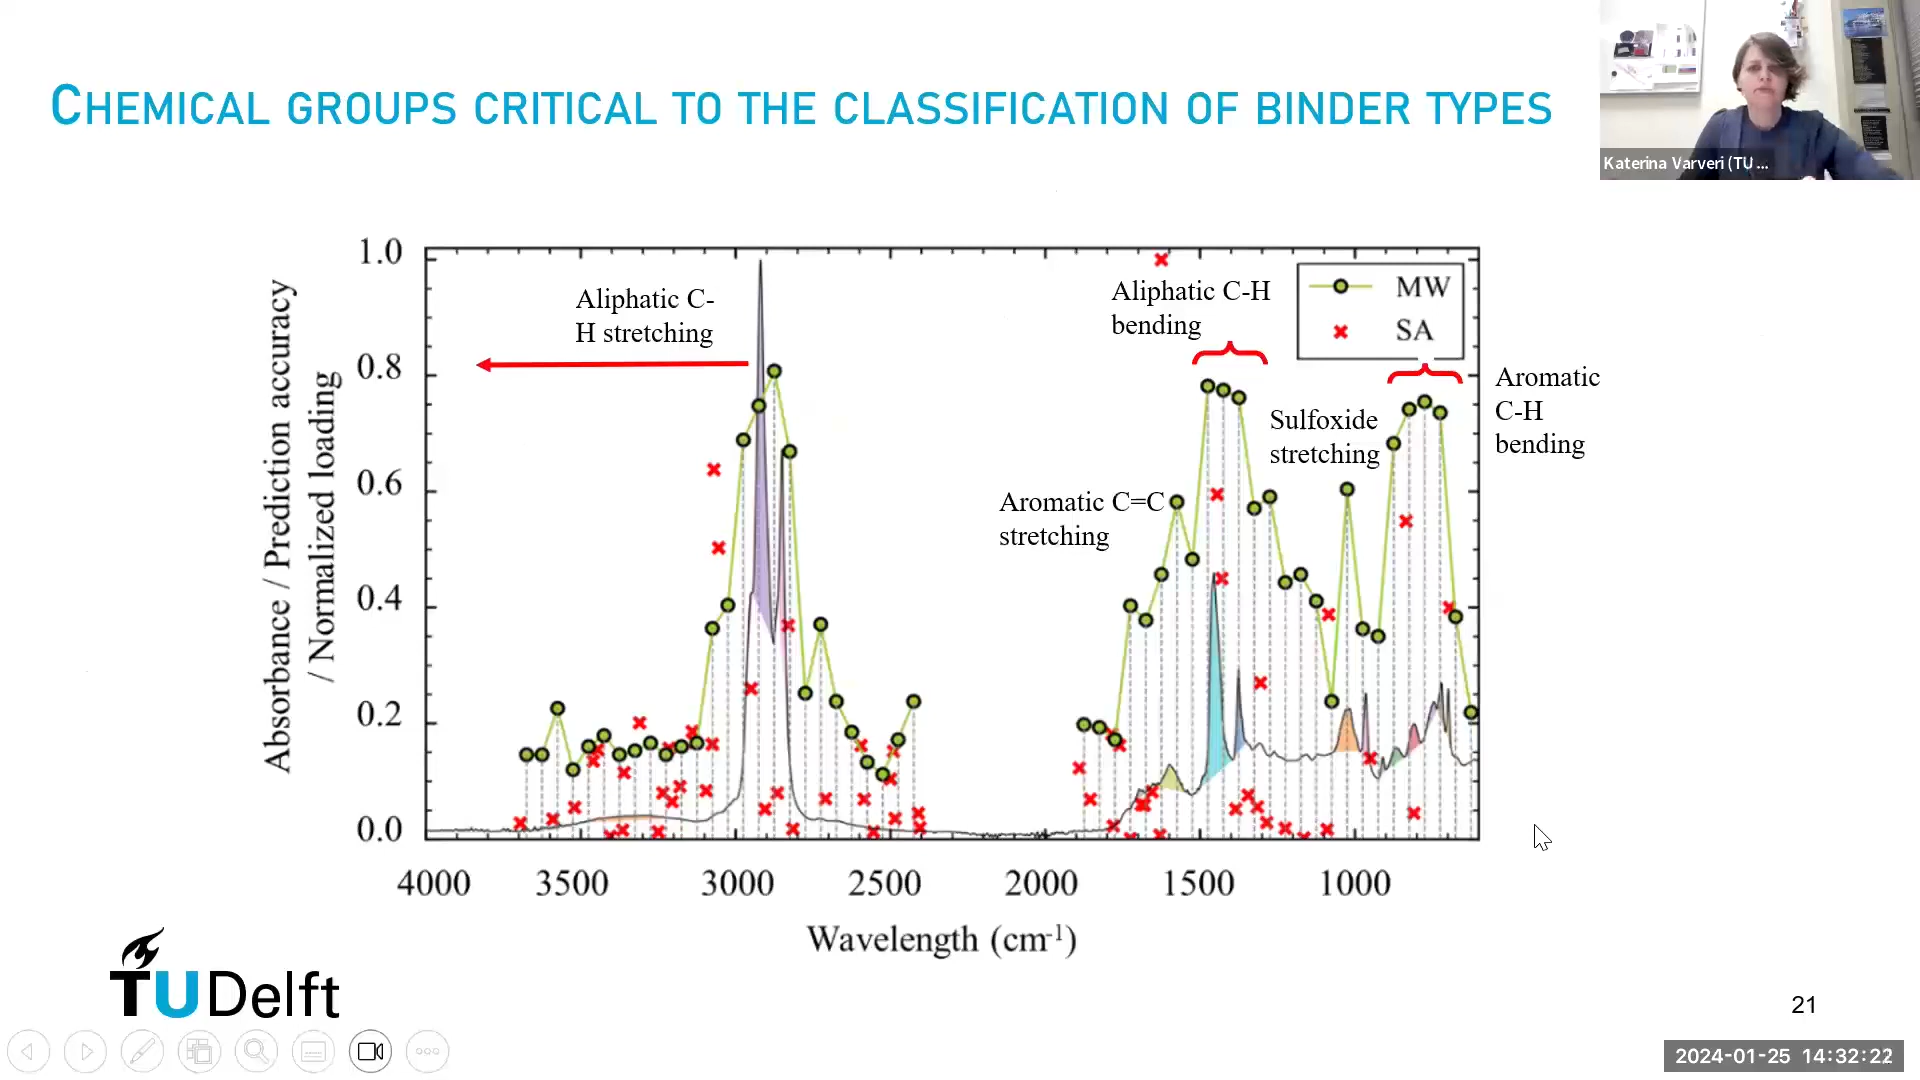 CHEMICAL GROUPS CRITICAL TO THE CLASSIFICATION OF BINDER TYPES
Katerina Varveri (TU ...
Absorbance / Prediction accuracy
/ Normalized loading
1.0
0.8
0.6
0.4
0.2
0.0
Aliphatic C-
H stretching
Aromatic C=C
stretching
Aliphatic C-H
bending
Sulfoxide
stretching
MW
SA
Aromatic
C-H
bending
4000 3500 3000 2500 2000 1500 1000
Wavelength (cm-1)
TUDelft
21
2024-01-25 14:32:22